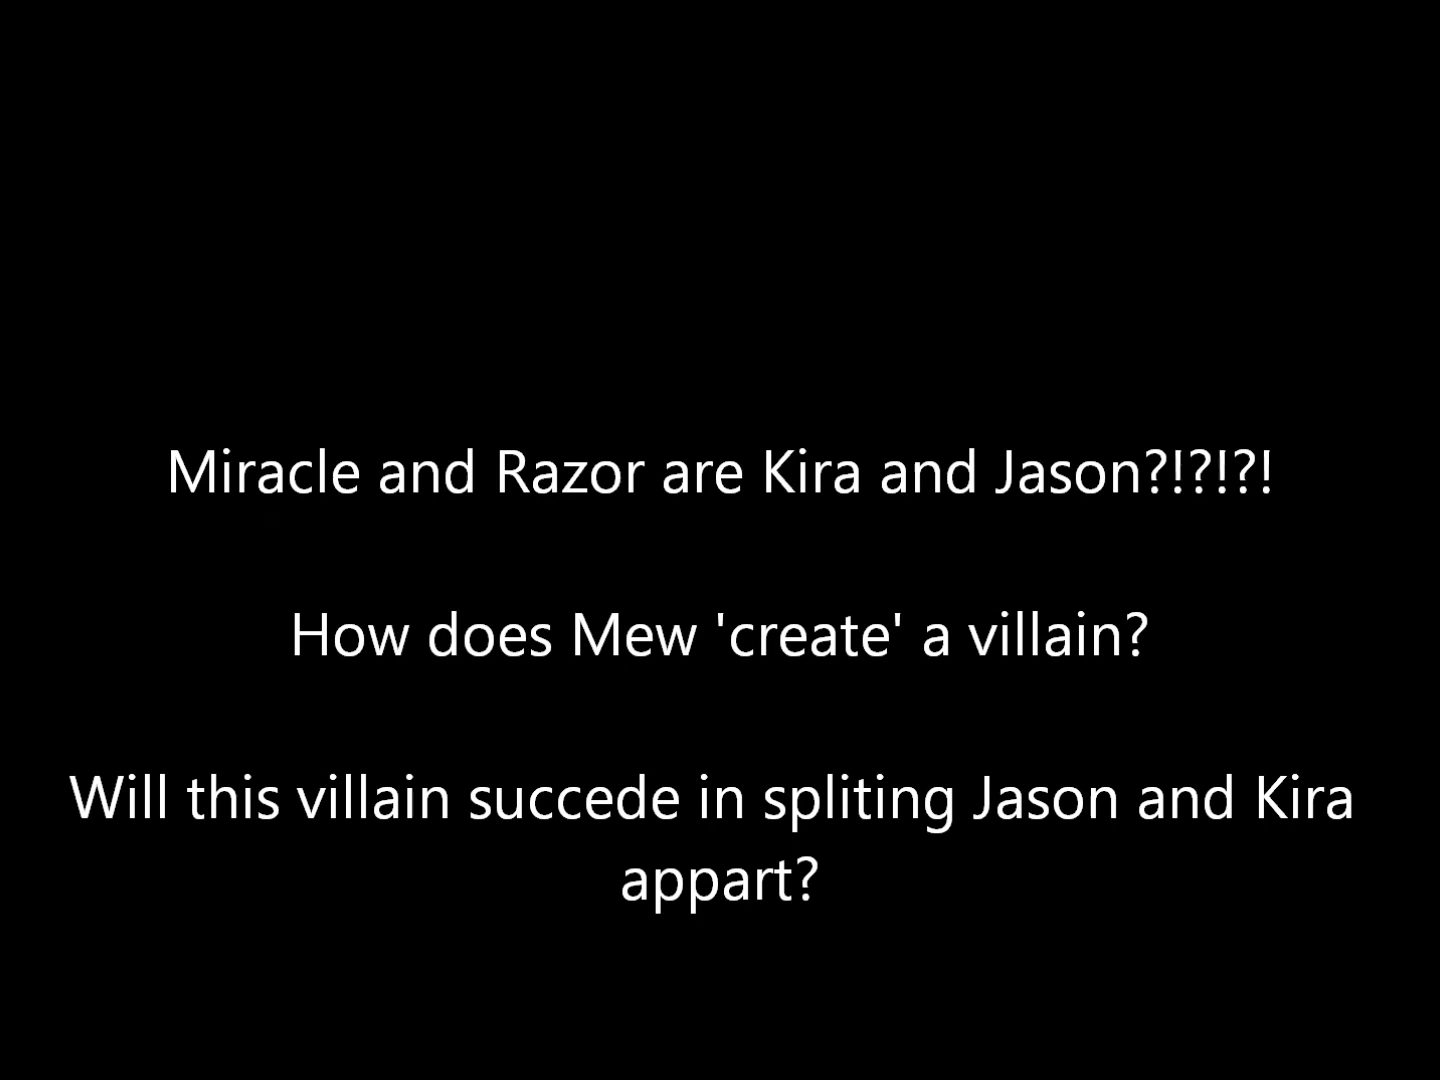 Miracle and Razor are Kira and Jason?!?!?!
How does Mew 'create' a villain?
Will this villain succede in spliting Jason and Kira
appart?